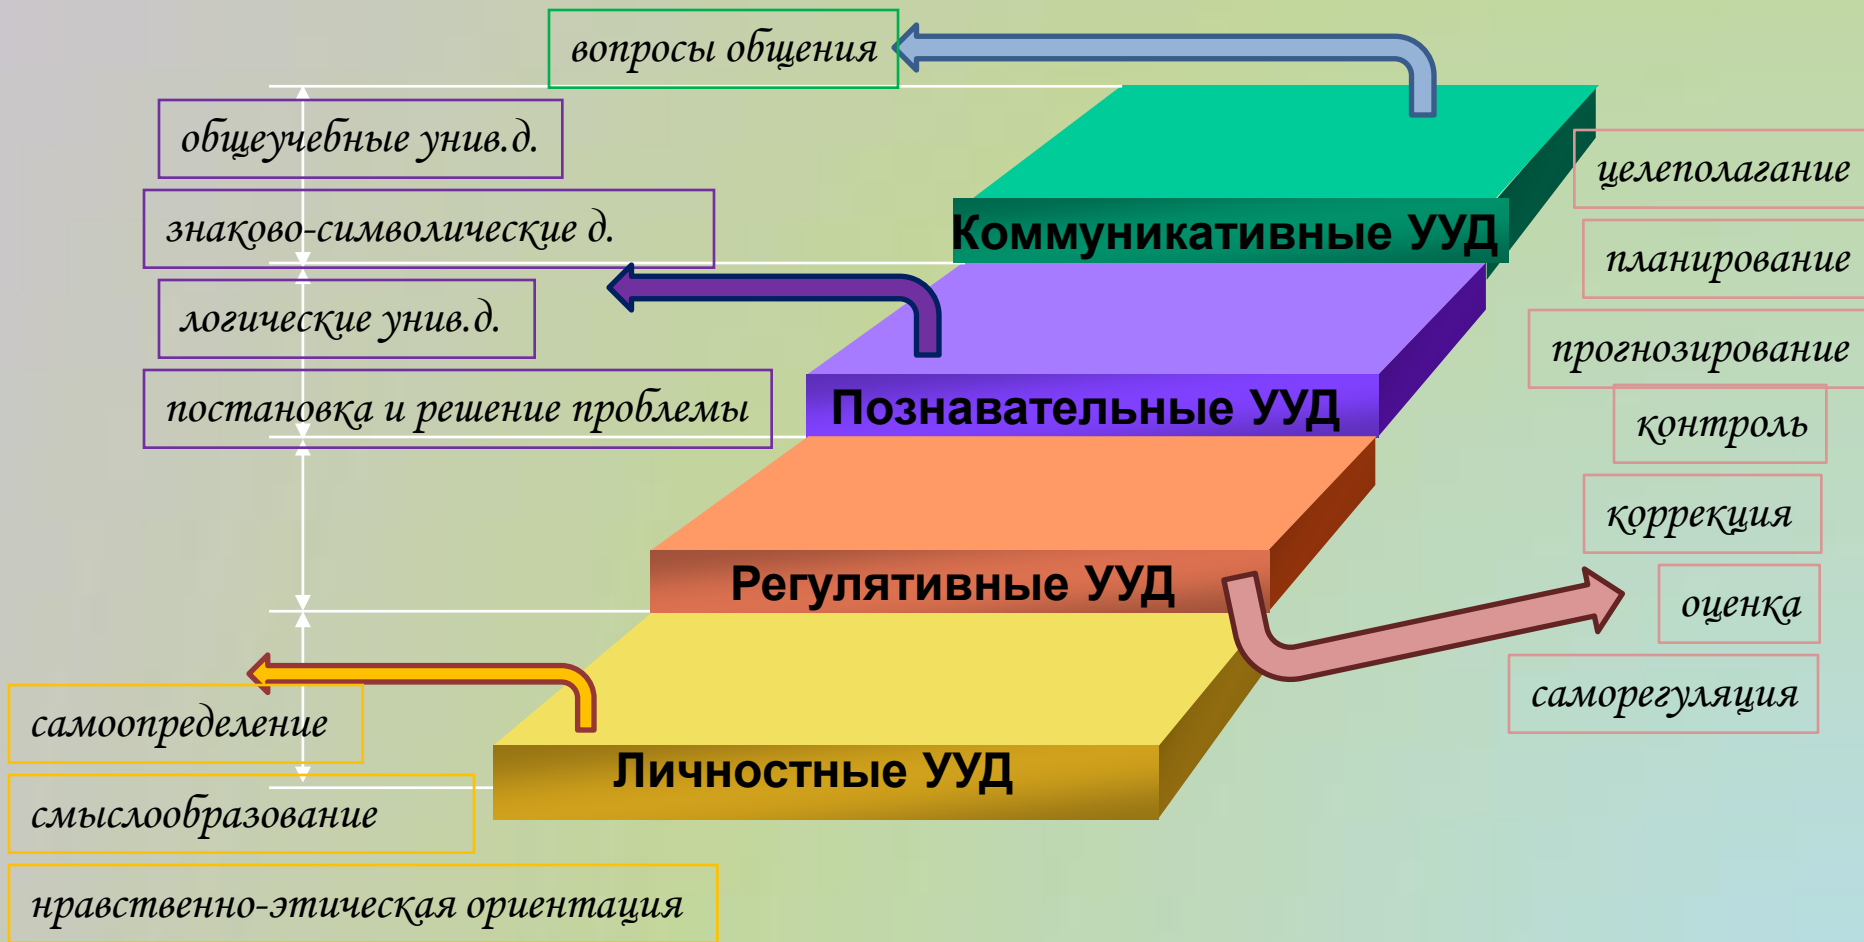 вопросы общения
общеучебные унив.д.
знаково-символические д.
логические унив.д.
постановка и решение проблемы
Коммуникативные УУД
Познавательные УУД
Регулятивные УУД
Личностные УУД
целеполагание
планирование
прогнозирование
контроль
коррекция
оценка
саморегуляция
самоопределение
смыслообразование
нравственно-этическая ориентация